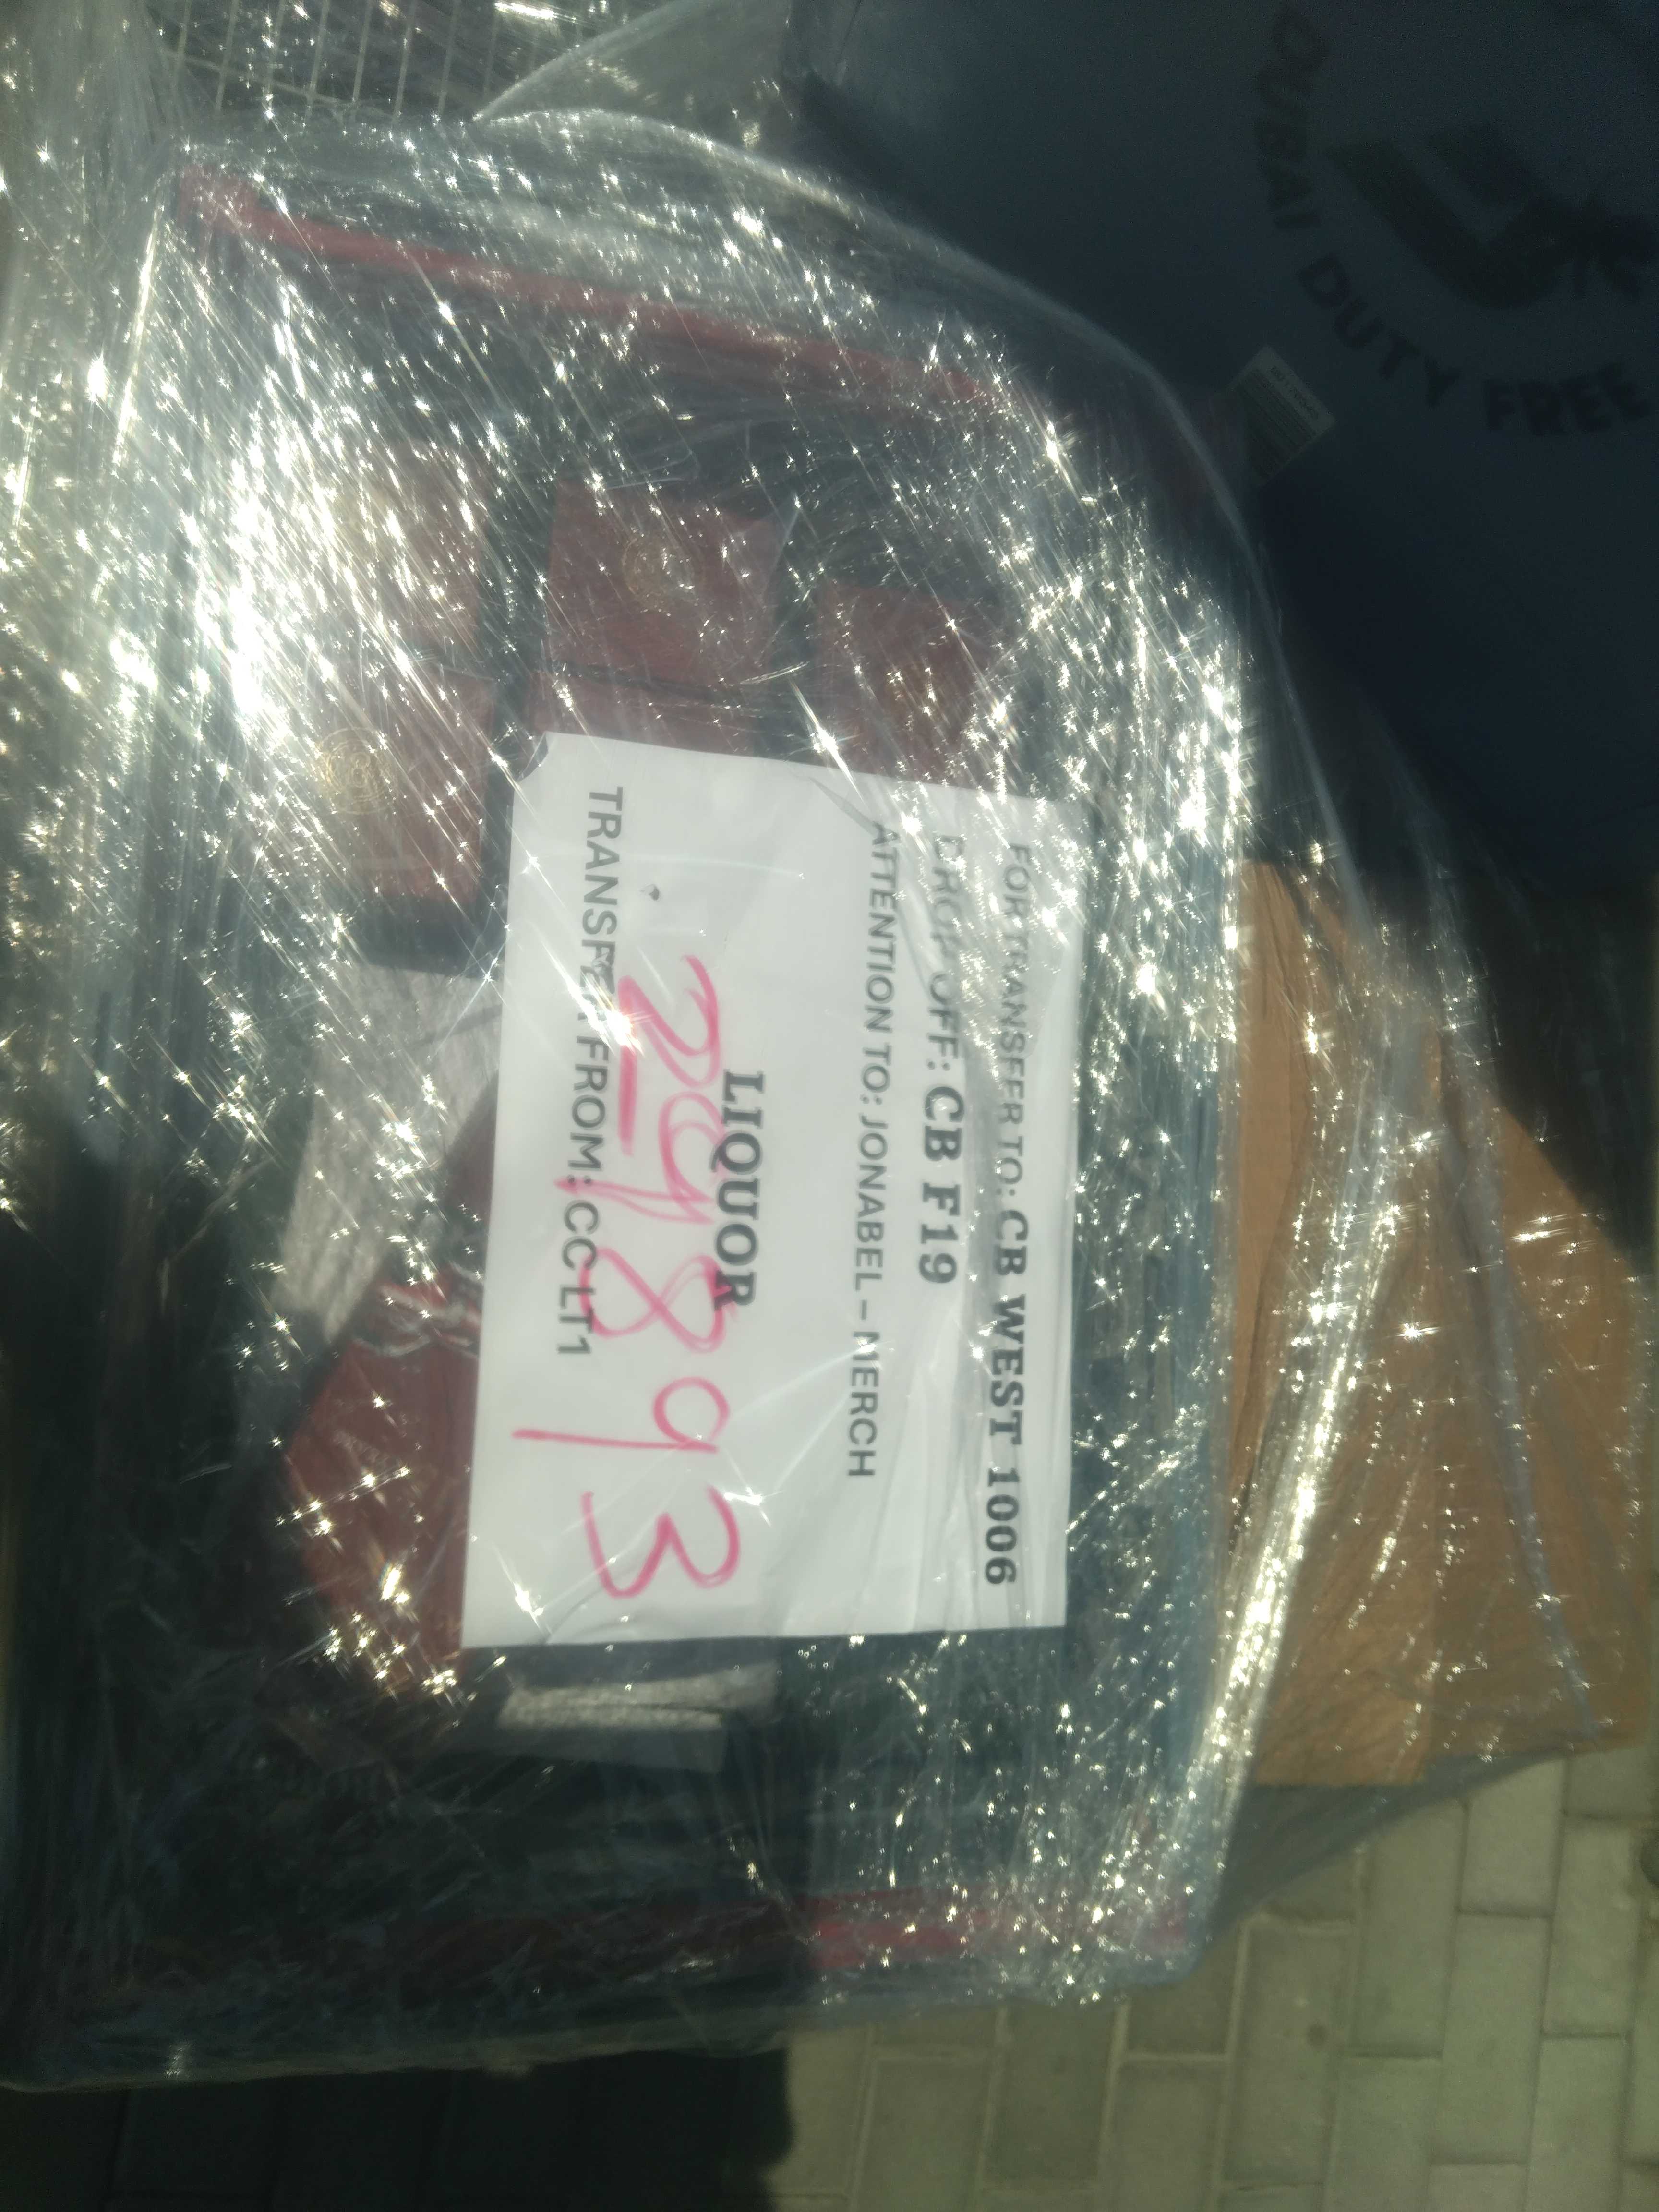 FOR TRANSFER TO: CB WEST 1006
DROP OFF: CB F19
ATTENTION TO: JONABEL – MERCH
LIQUOR
TRANSFER FROM: CC LT1
DUBAI DUTY FREE